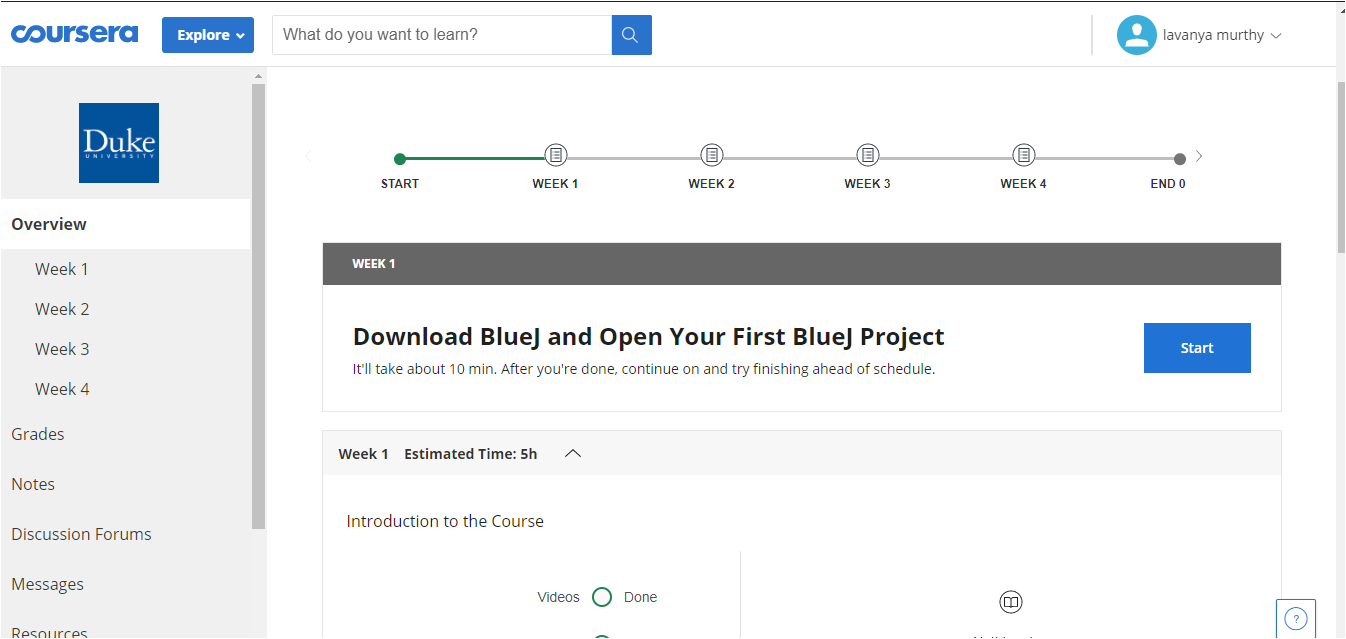 coursera
Explore
What do you want to learn?
lavanya murthy
Duke
UNIVERSITY
START
WEEK 1
WEEK 2
WEEK 3
WEEK 4
END 0
Overview
Week 1
Week 2
Week 3
Week 4
Grades
Notes
Discussion Forums
Messages
Resources
WEEK 1
Download BlueJ and Open Your First BlueJ Project
It'll take about 10 min. After you're done, continue on and try finishing ahead of schedule.
Start
Week 1 Estimated Time: 5h
Introduction to the Course
Videos Done
?